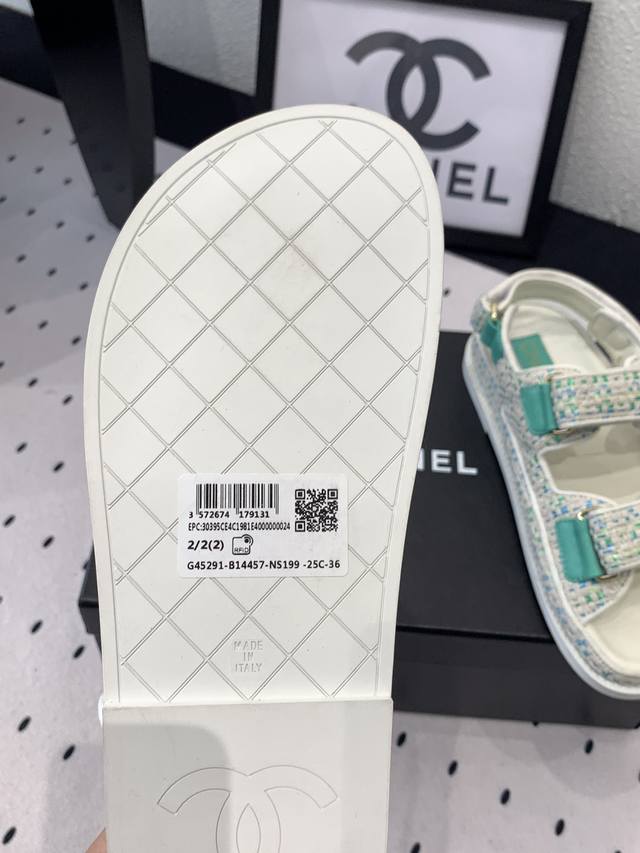 NEL
NEL
3 572674 179131
EPC:30395CE4C19B1E4000000024
2/2(2) RFID
G45291-B14457-NS199 -25C-36
MADE
IN
ITALY